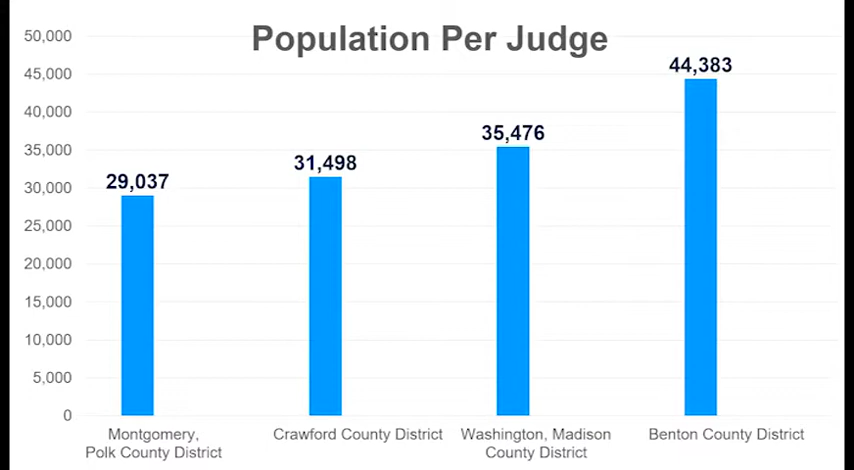 Population Per Judge
50,000
45,000
40,000
35,000
30,000
25,000
20,000
15,000
10,000
5,000
0
29,037
31,498
35,476
44,383
Montgomery,
Polk County District
Crawford County District
Washington, Madison
County District
Benton County District